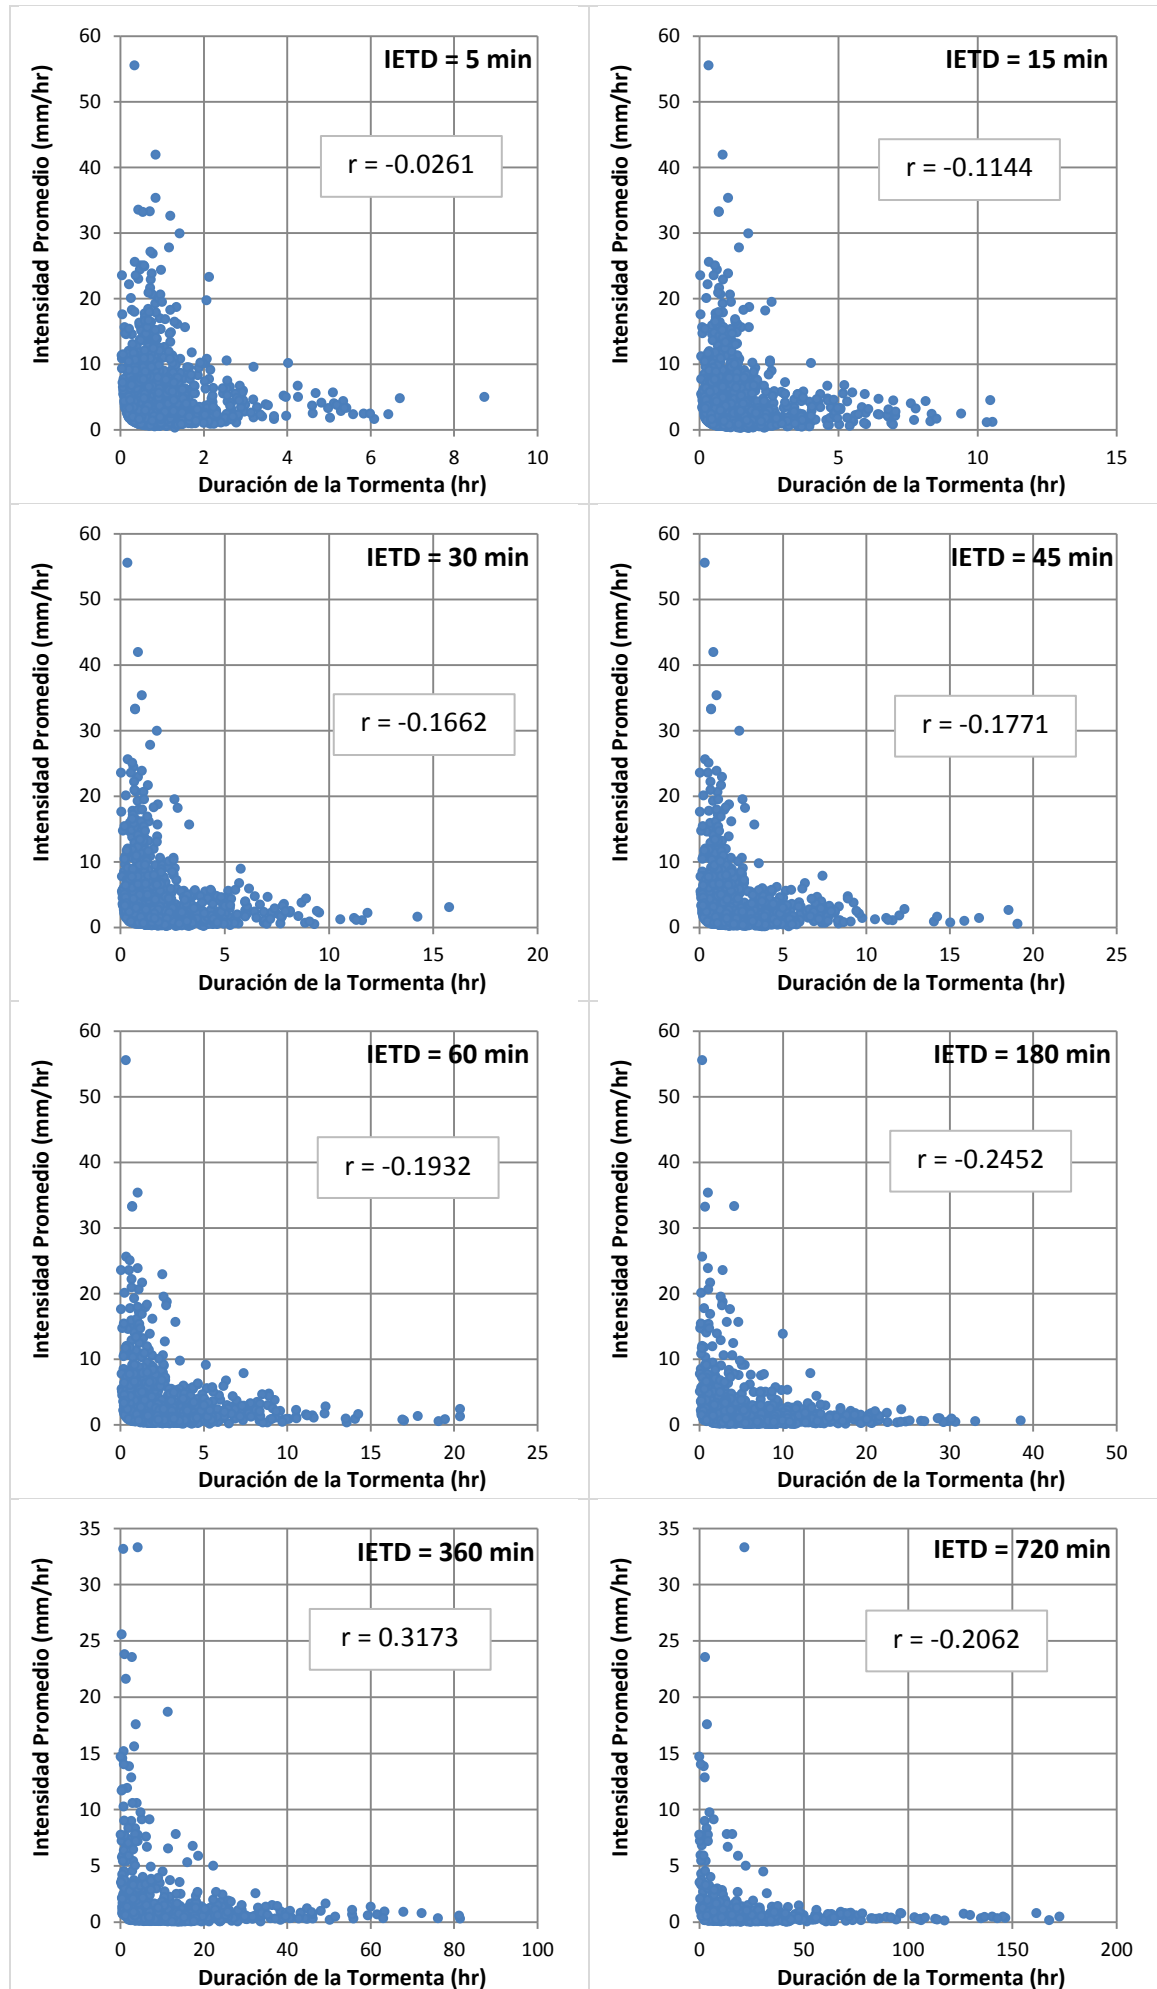 IETD = 5 min
r = -0.0261
Intensidad Promedio (mm/hr)
60
50
40
30
20
10
0
0 2 4 6 8 10
Duración de la Tormenta (hr)
IETD = 15 min
r = -0.1144
Intensidad Promedio (mm/hr)
60
50
40
30
20
10
0
0 5 10 15
Duración de la Tormenta (hr)
IETD = 30 min
r = -0.1662
Intensidad Promedio (mm/hr)
60
50
40
30
20
10
0
0 5 10 15 20
Duración de la Tormenta (hr)
IETD = 45 min
r = -0.1771
Intensidad Promedio (mm/hr)
60
50
40
30
20
10
0
0 5 10 15 20 25
Duración de la Tormenta (hr)
IETD = 60 min
r = -0.1932
Intensidad Promedio (mm/hr)
60
50
40
30
20
10
0
0 5 10 15 20 25
Duración de la Tormenta (hr)
IETD = 180 min
r = -0.2452
Intensidad Promedio (mm/hr)
60
50
40
30
20
10
0
0 10 20 30 40 50
Duración de la Tormenta (hr)
IETD = 360 min
r = 0.3173
Intensidad Promedio (mm/hr)
35
30
25
20
15
10
5
0
0 20 40 60 80 100
Duración de la Tormenta (hr)
IETD = 720 min
r = -0.2062
Intensidad Promedio (mm/hr)
35
30
25
20
15
10
5
0
0 50 100 150 200
Duración de la Tormenta (hr)